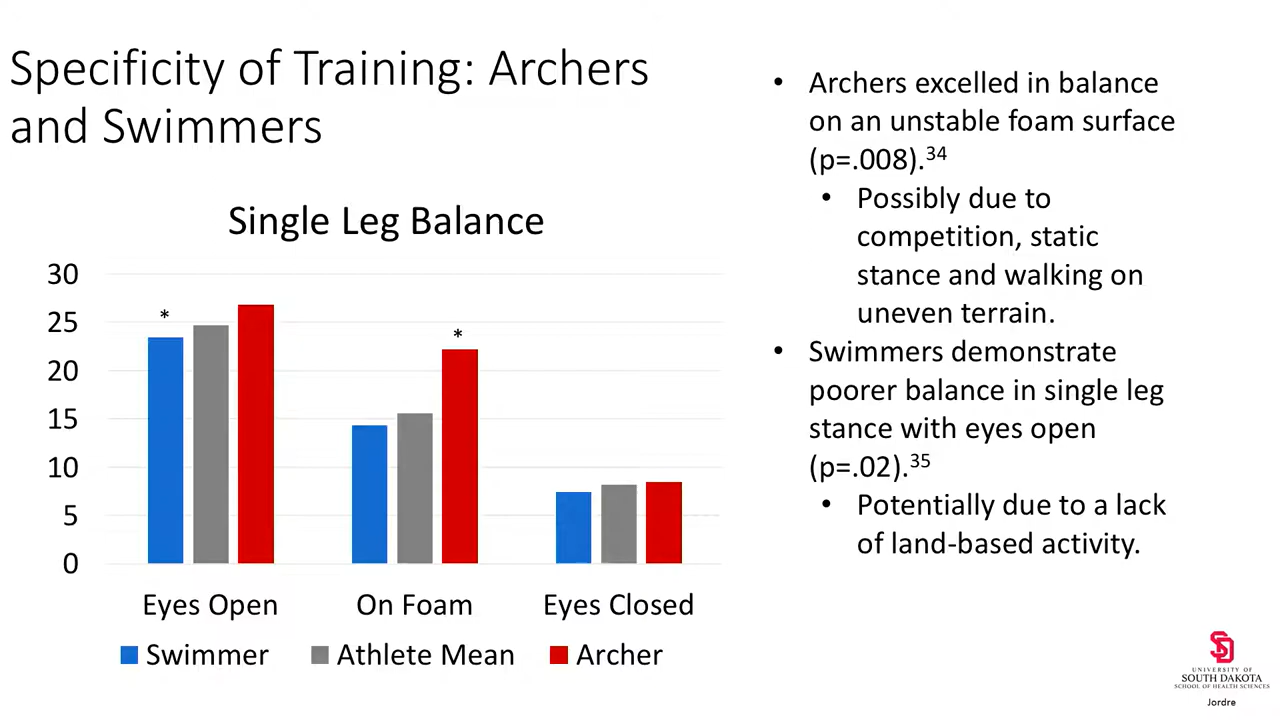 Specificity of Training: Archers
and Swimmers
Single Leg Balance
30
25
20
15
10
5
0
*
*
Eyes Open
On Foam
Eyes Closed
Swimmer
Athlete Mean
Archer
• Archers excelled in balance
on an unstable foam surface
(p=.008).34
• Possibly due to
competition, static
stance and walking on
uneven terrain.
• Swimmers demonstrate
poorer balance in single leg
stance with eyes open
(p=.02).35
• Potentially due to a lack
of land-based activity.
SD
UNIVERSITY OF
SOUTH DAKOTA
SCHOOL OF HEALTH SCIENCES
Jordre